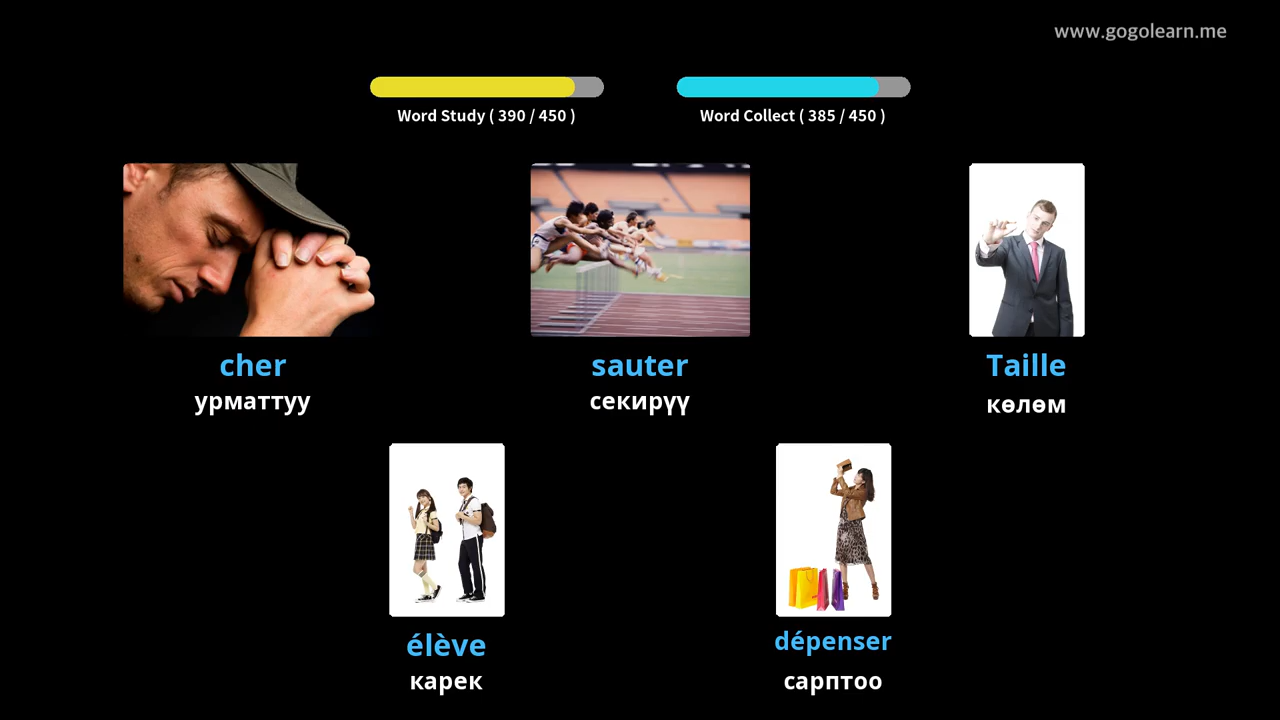 www.gogolearn.me
Word Study ( 390 / 450 )
Word Collect ( 385 / 450 )
cher
урматтуу
sauter
секирүү
Taille
көлөм
élève
карек
dépenser
сарптоо